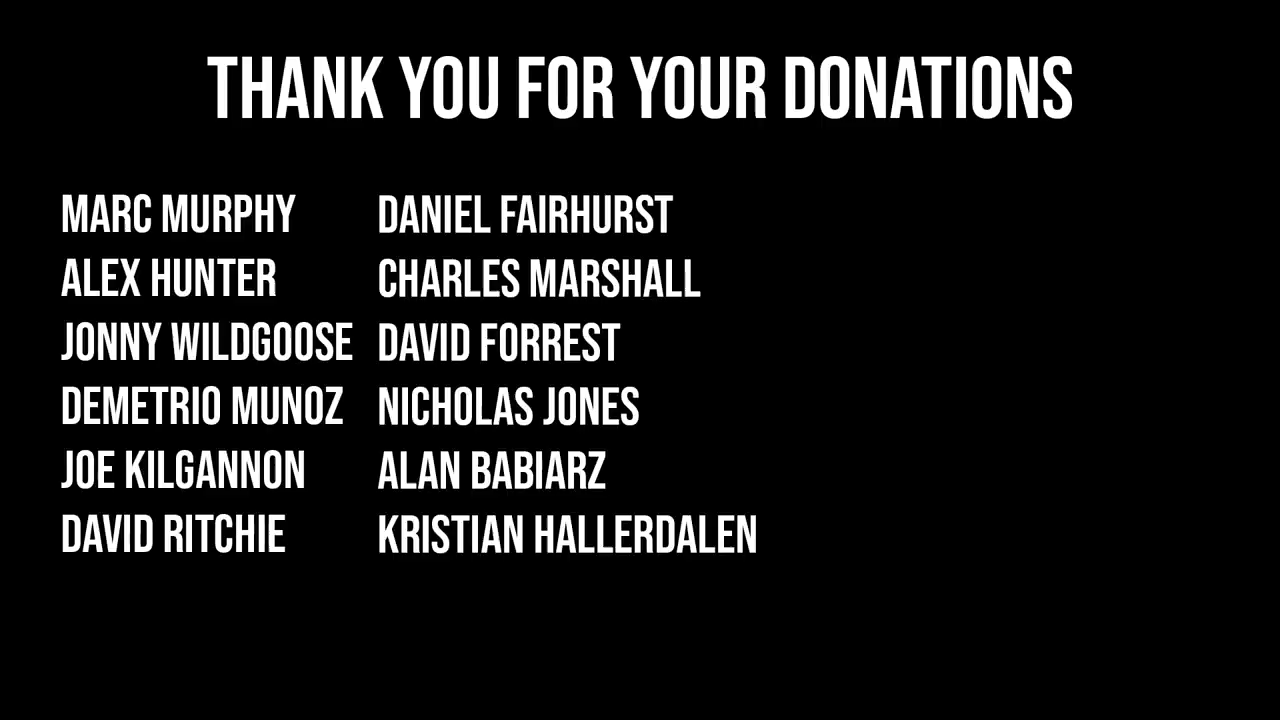 THANK YOU FOR YOUR DONATIONS
MARC MURPHY
ALEX HUNTER
JONNY WILDGOOSE
DEMETRIO MUNOZ
JOE KILGANNON
DAVID RITCHIE
DANIEL FAIRHURST
CHARLES MARSHALL
DAVID FORREST
NICHOLAS JONES
ALAN BABIARZ
KRISTIAN HALLERDALEN